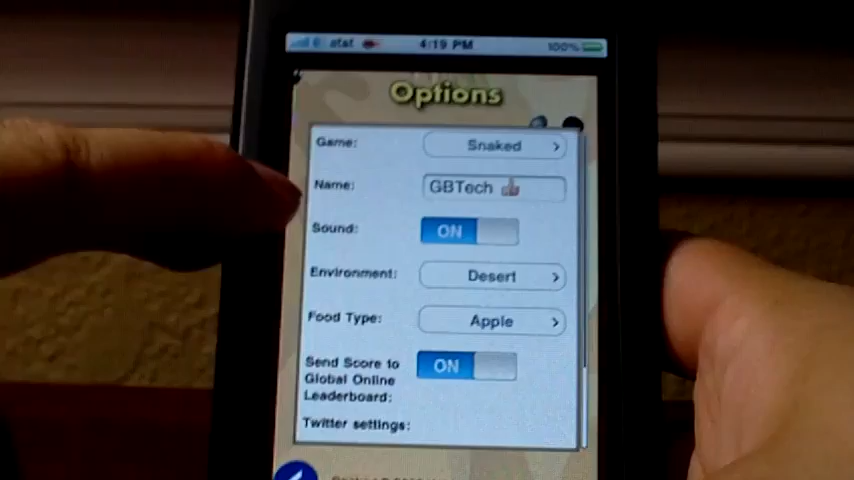 at&t 4:19 PM 100%
Options
Game: Snaked
Name: GBTech 👍
Sound: ON
Environment: Desert
Food Type: Apple
Send Score to ON
Global Online
Leaderboard:
Twitter settings: